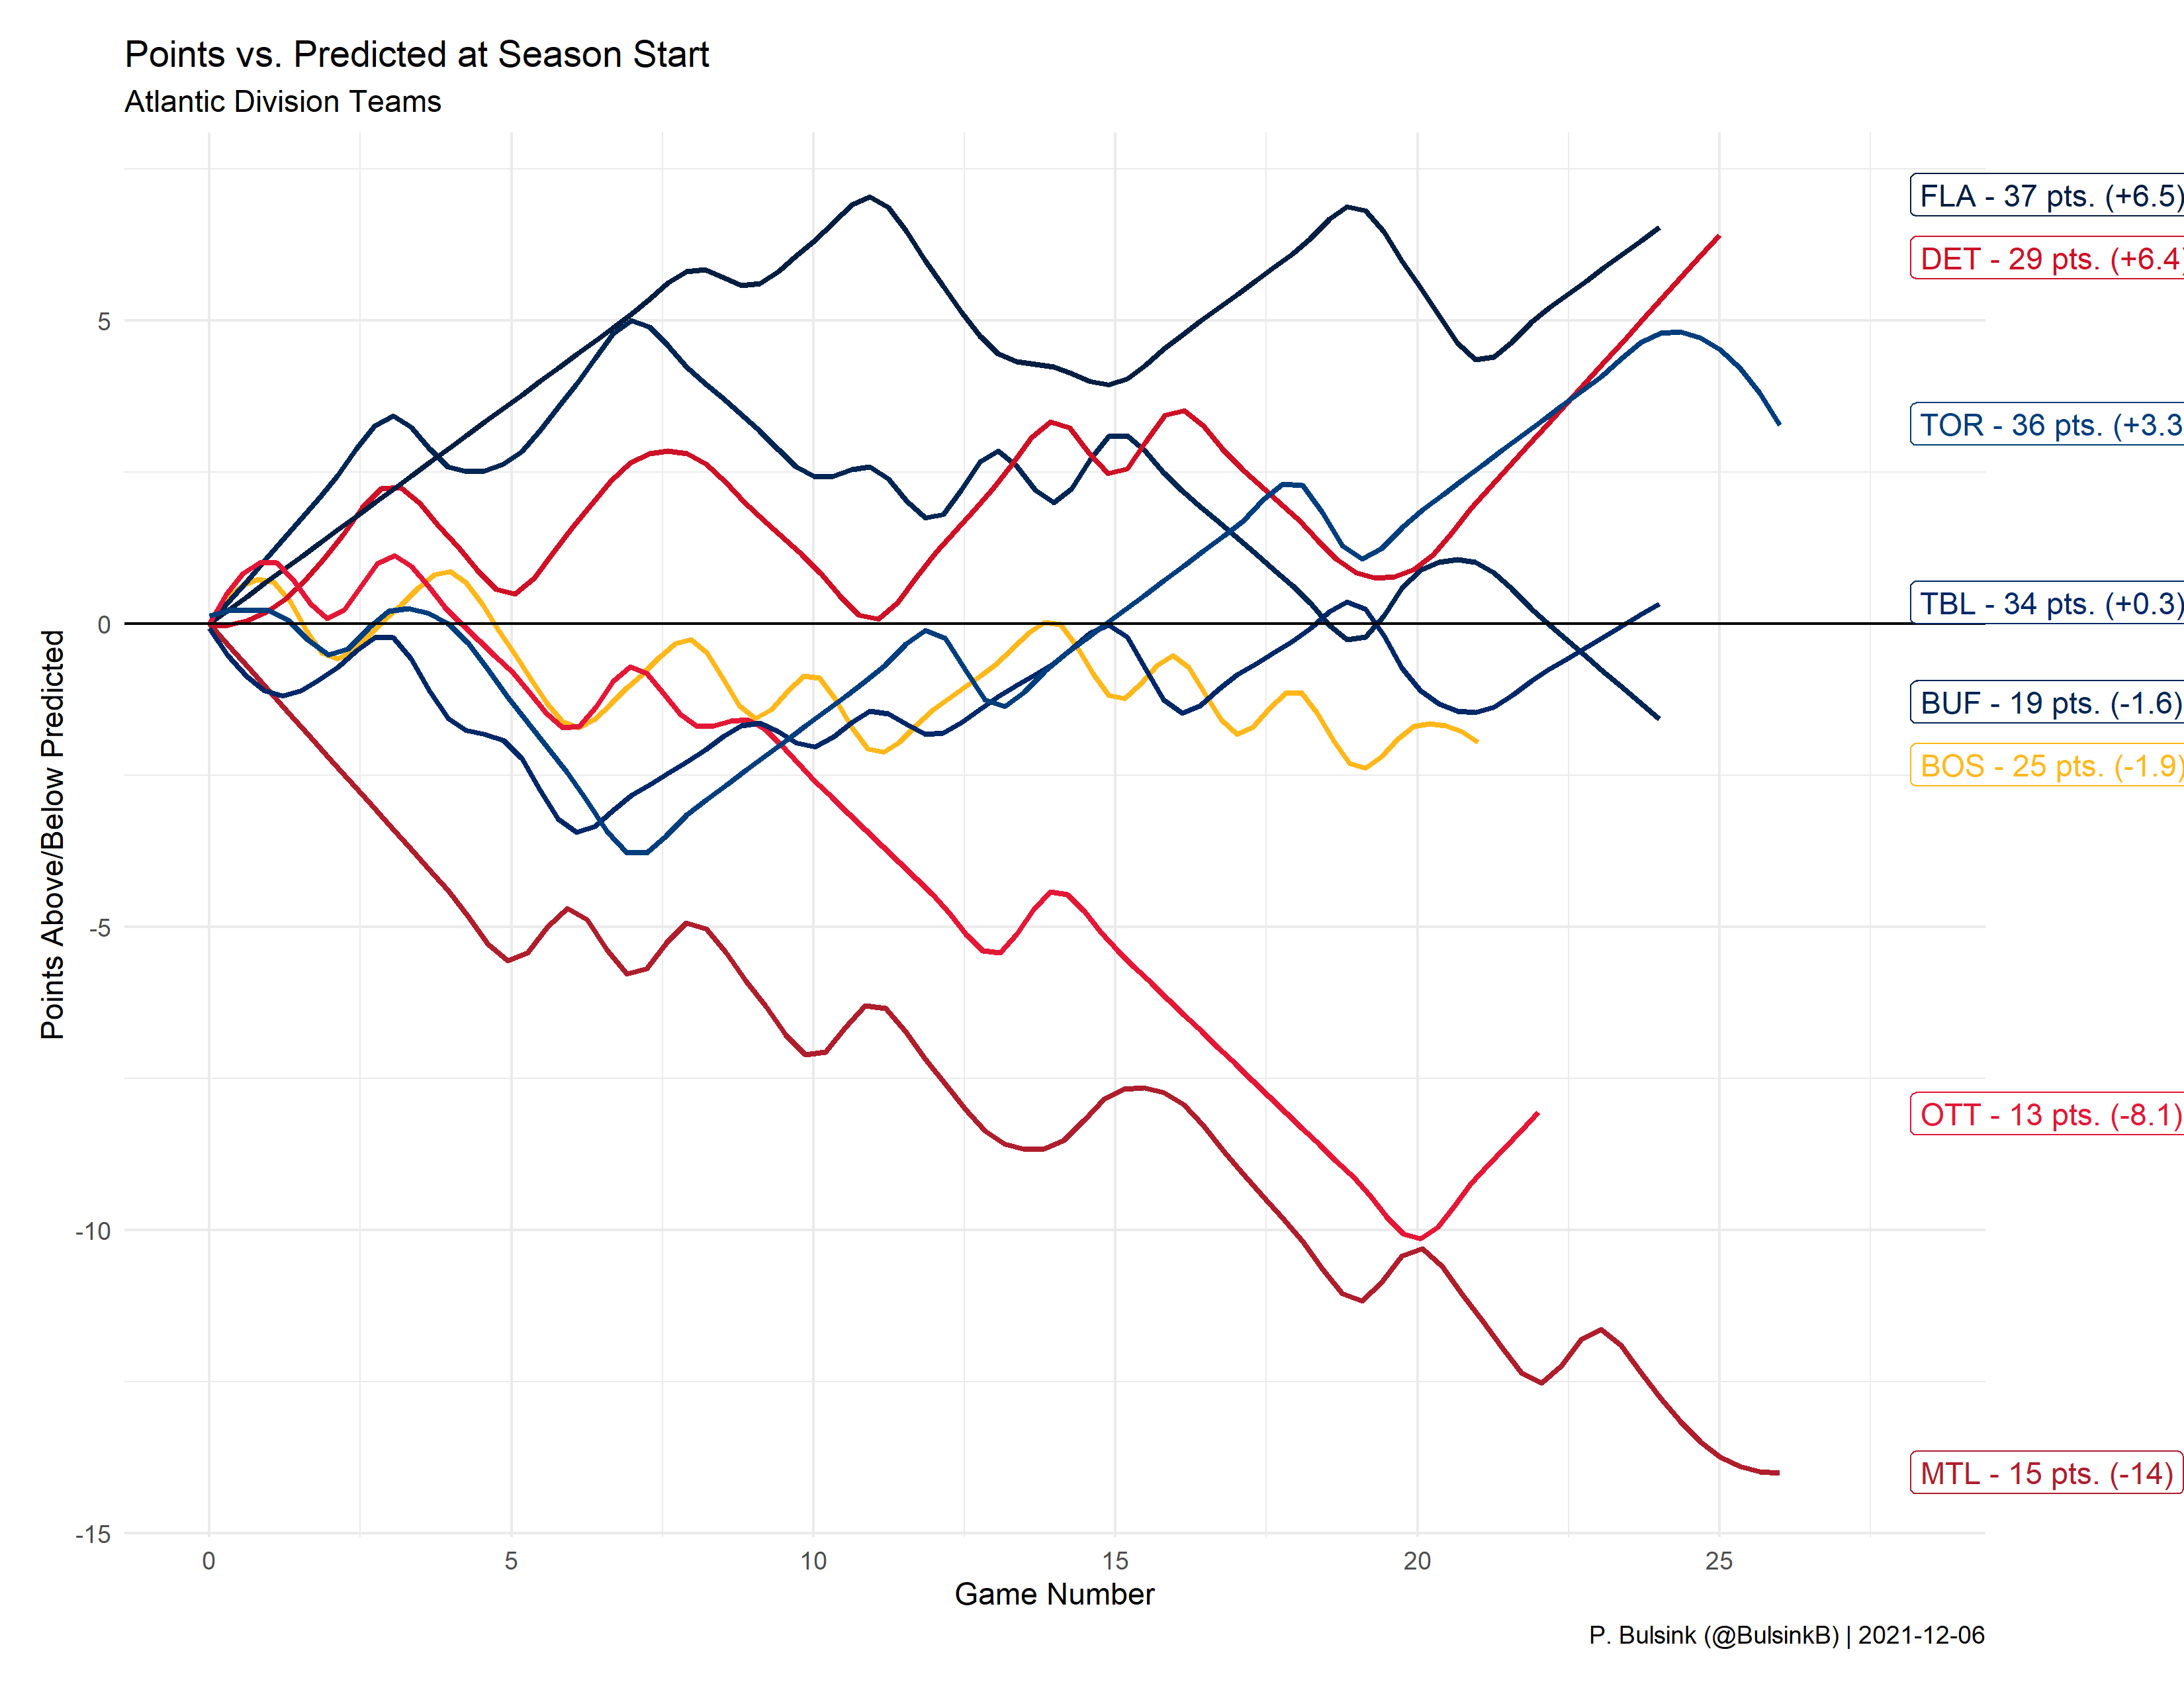 Points vs. Predicted at Season Start
Atlantic Division Teams
Points Above/Below Predicted
5
0
-5
-10
-15
0 5 10 15 20 25
Game Number
FLA - 37 pts. (+6.5)
DET - 29 pts. (+6.4)
TOR - 36 pts. (+3.3
TBL - 34 pts. (+0.3)
BUF - 19 pts. (-1.6)
BOS - 25 pts. (-1.9)
OTT - 13 pts. (-8.1)
MTL - 15 pts. (-14)
P. Bulsink (@BulsinkB) | 2021-12-06